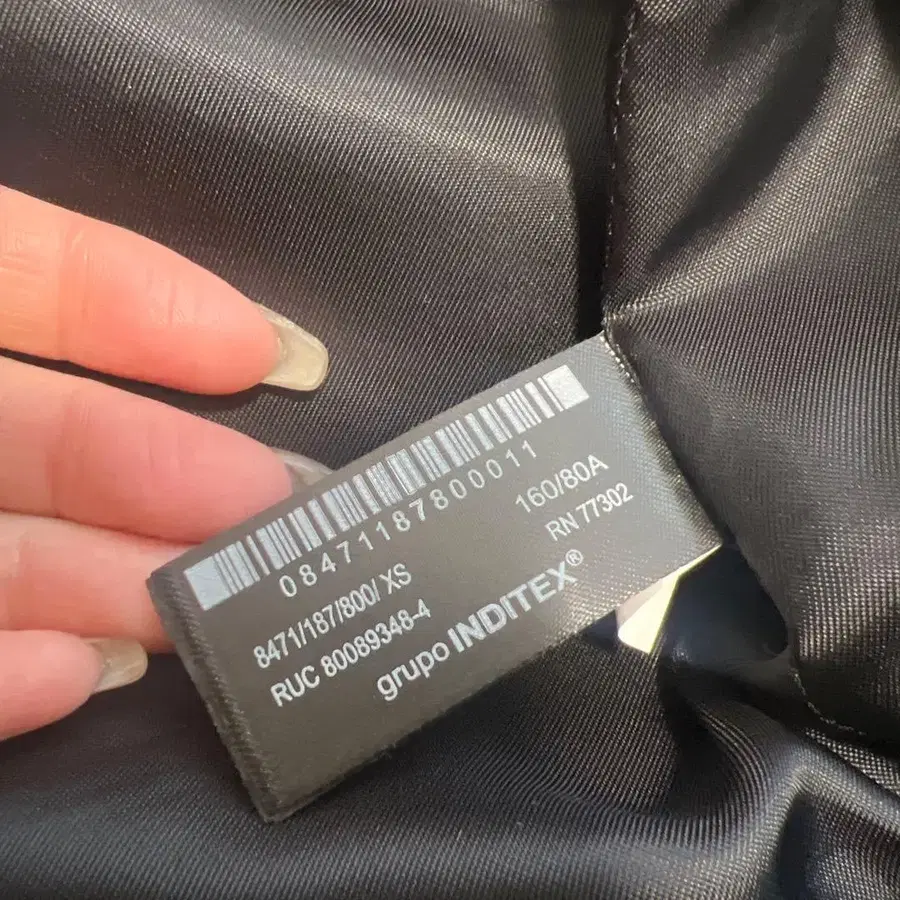 08471187800011
8471/187/800/ XS
160/80A
RUC 80089348-4
RN 77302
grupo INDITEX®